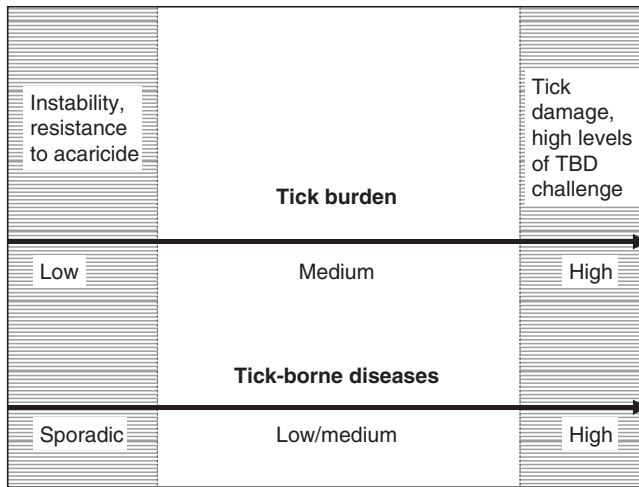 Instability,
resistance
to acaricide
Tick
damage,
high levels
of TBD
challenge
Tick burden
Low
Medium
High
Tick-borne diseases
Sporadic
Low/medium
High